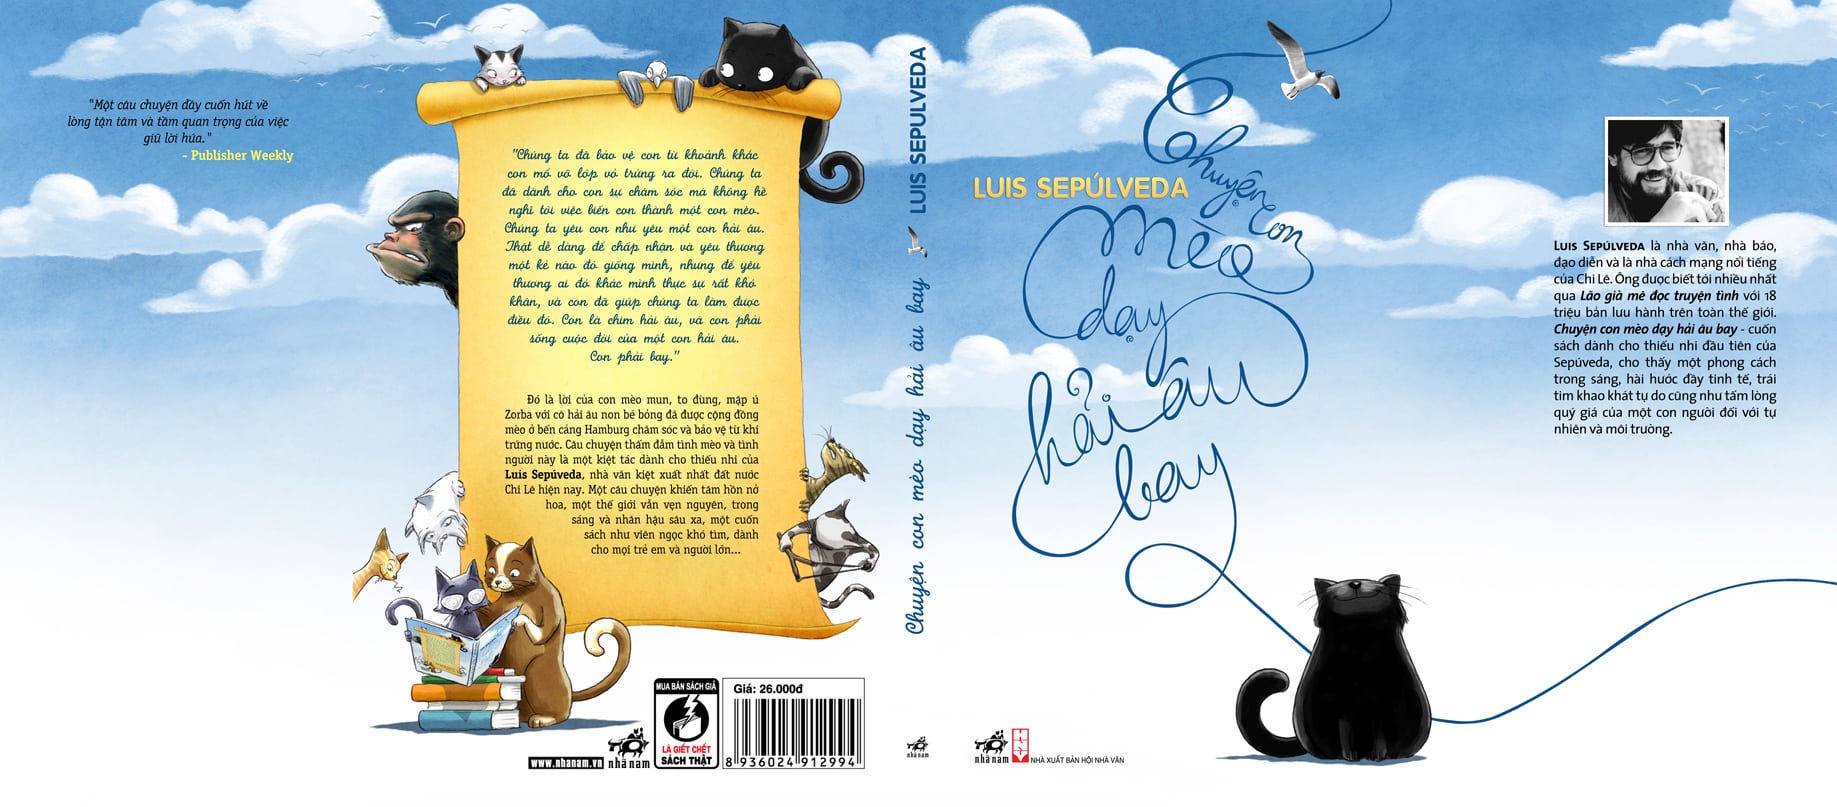 "Một câu chuyện đầy cuốn hút về
lòng tận tâm và tầm quan trọng của việc
giữ lời hứa."
- Publisher Weekly
"Chúng ta đã bảo vệ con từ khoảnh khắc
con mổ vỡ lớp vỏ trứng ra đời. Chúng ta
đã dành cho con sự chăm sóc mà không hề
nghĩ tới việc biến con thành một con mèo.
Chúng ta yêu con như yêu một con hải âu.
Thật dễ dàng để chấp nhận và yêu thương
một kẻ nào đó giống mình, nhưng để yêu
thương ai đó khác mình thực sự rất khó
khăn, và con đã giúp chúng ta làm được
điều đó. Con là chim hải âu, và con phải
sống cuộc đời của một con hải âu.
Con phải bay."
Đó là lời của con mèo mun, to đùng, mập ú
Zorba với cô hải âu non bé bỏng đã được cộng đồng
mèo ở bến cảng Hamburg chăm sóc và bảo vệ từ khi
trứng nước. Câu chuyện thấm đẫm tình mèo và tình
người này là một kiệt tác dành cho thiếu nhi của
Luis Sepúveda, nhà văn kiệt xuất nhất đất nước
Chi Lê hiện nay. Một câu chuyện khiến tâm hồn nở
hoa, một thế giới vẫn vẹn nguyên, trong
sáng và nhân hậu sâu xa, một cuốn
sách như viên ngọc khó tìm, dành
cho mọi trẻ em và người lớn...
www.nhanam.vn
nhã nam
MUA BÁN SÁCH GIẢ
LÀ GIẾT CHẾT
SÁCH THẬT
Giá: 26.000đ
8 936024 912994
LUIS SEPULVEDA
Chuyện con mèo dạy hải âu bay
nhã nam
LUIS SEPÚLVEDA
Chuyện con
mèo
dạy
hải âu
bay
nhã nam
NHÀ XUẤT BẢN HỘI NHÀ VĂN
LUIS SEPÚLVEDA là nhà văn, nhà báo,
đạo diễn và là nhà cách mạng nổi tiếng
của Chi Lê. Ông được biết tới nhiều nhất
qua Lão già mê đọc truyện tình với 18
triệu bản lưu hành trên toàn thế giới.
Chuyện con mèo dạy hải âu bay - cuốn
sách dành cho thiếu nhi đầu tiên của
Sepúveda, cho thấy một phong cách
trong sáng, hài hước đầy tinh tế, trái
tim khao khát tự do cũng như tấm lòng
quý giá của một con người đối với tự
nhiên và môi trường.